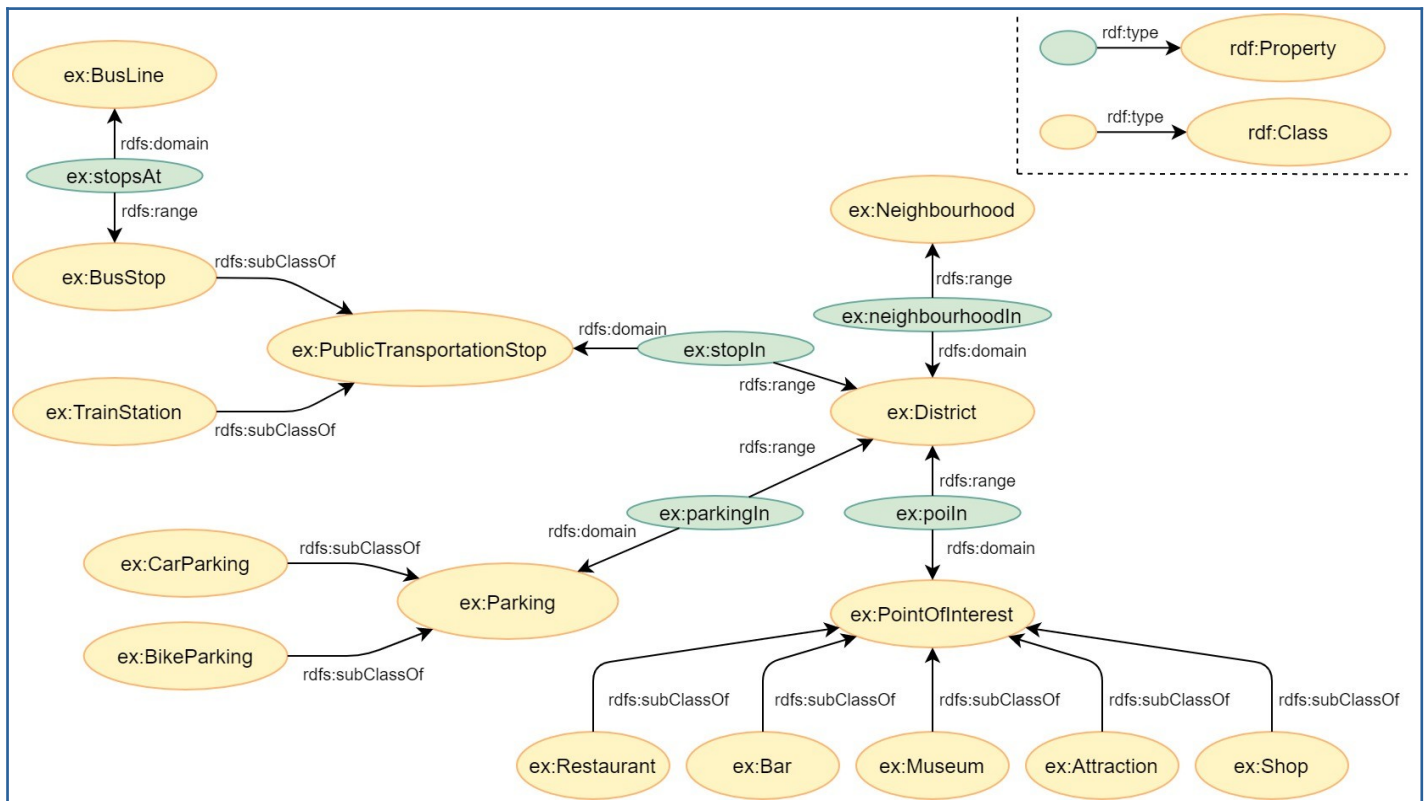 rdf:type
rdf:Property
rdf:type
rdf:Class
ex:BusLine
rdfs:domain
ex:stopsAt
rdfs:range
ex:BusStop
rdfs:subClassOf
ex:PublicTransportationStop
ex:TrainStation
rdfs:subClassOf
rdfs:domain
ex:stopIn
rdfs:range
ex:Neighbourhood
rdfs:range
ex:neighbourhoodIn
rdfs:domain
ex:District
rdfs:range
ex:parkingIn
rdfs:domain
rdfs:range
ex:poiIn
rdfs:domain
ex:CarParking
rdfs:subClassOf
ex:Parking
ex:BikeParking
rdfs:subClassOf
ex:PointOfInterest
rdfs:subClassOf
rdfs:subClassOf
rdfs:subClassOf
rdfs:subClassOf
rdfs:subClassOf
ex:Restaurant
ex:Bar
ex:Museum
ex:Attraction
ex:Shop